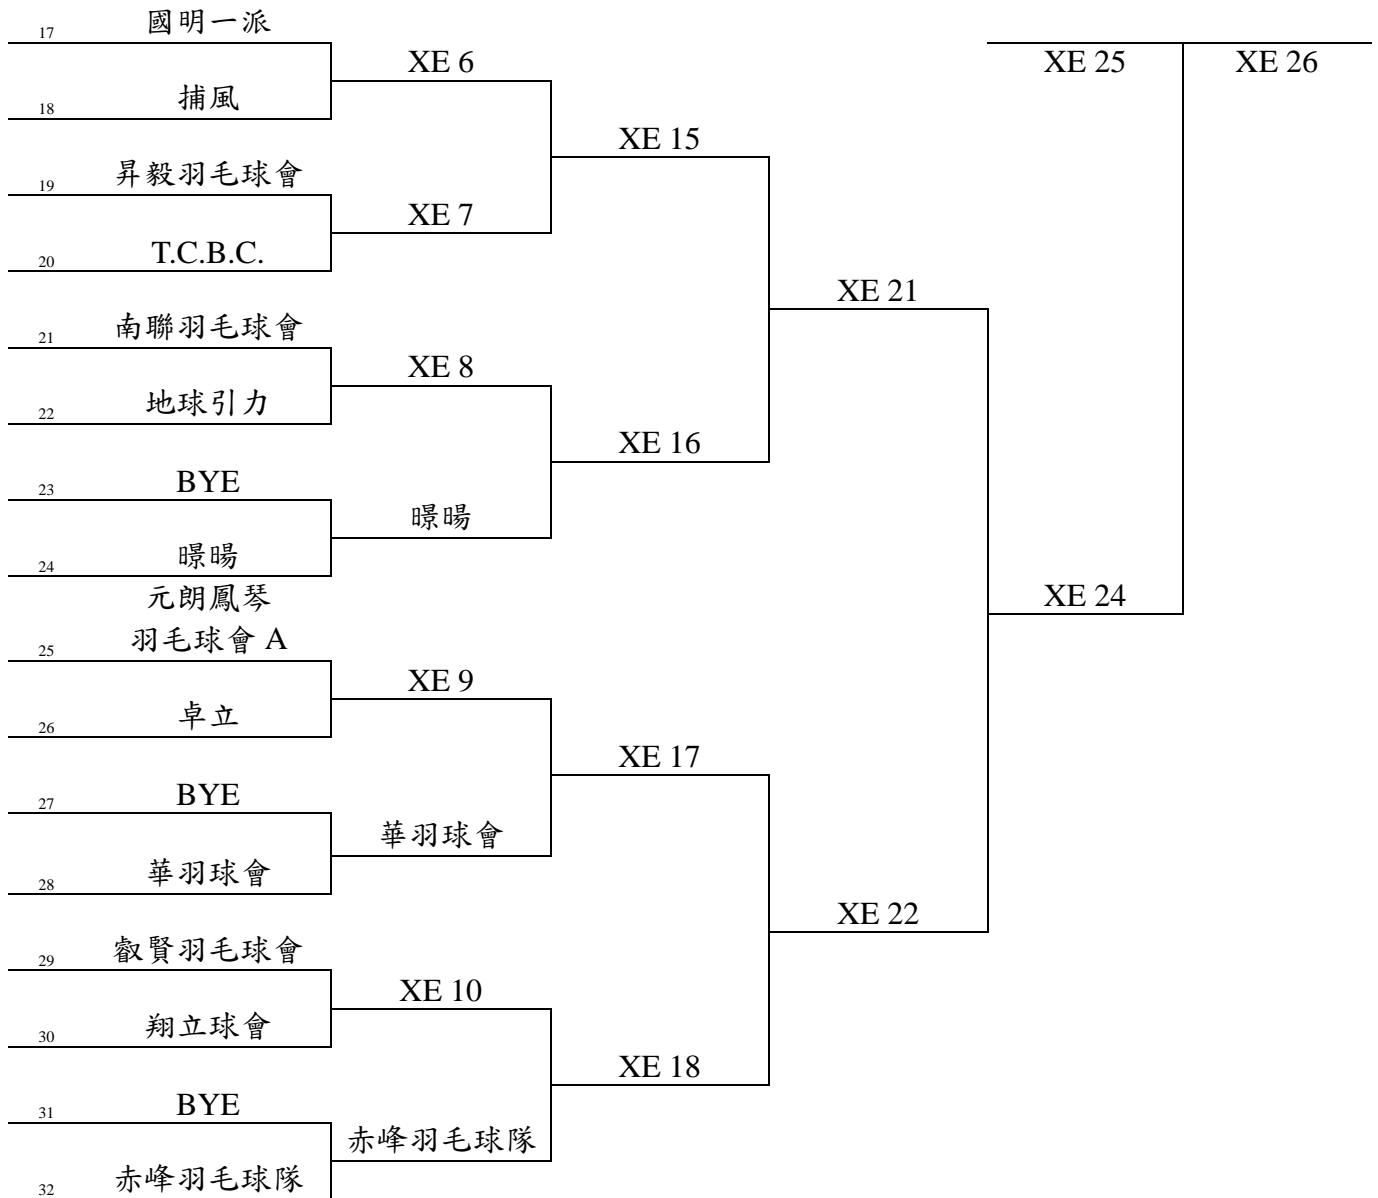 17 國明一派
XE 6
XE 25
XE 26
18 捕風
XE 15
19 昇毅羽毛球會
XE 7
20 T.C.B.C.
XE 21
21 南聯羽毛球會
XE 8
22 地球引力
XE 16
23 BYE
暻暘
24 暻暘
元朗鳳琴
XE 24
25 羽毛球會 A
XE 9
26 卓立
XE 17
27 BYE
華羽球會
28 華羽球會
XE 22
29 叡賢羽毛球會
XE 10
30 翔立球會
XE 18
31 BYE
赤峰羽毛球隊
32 赤峰羽毛球隊